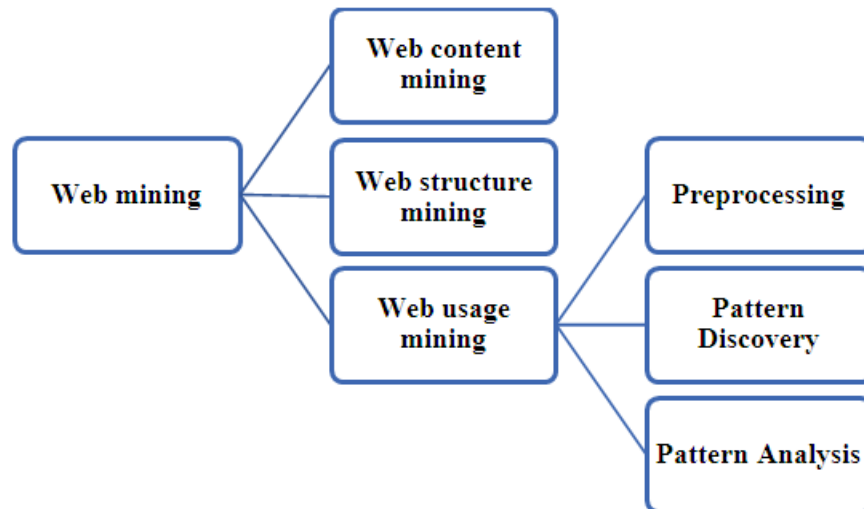 Web content
mining
Web mining
Web structure
mining
Web usage
mining
Preprocessing
Pattern
Discovery
Pattern Analysis